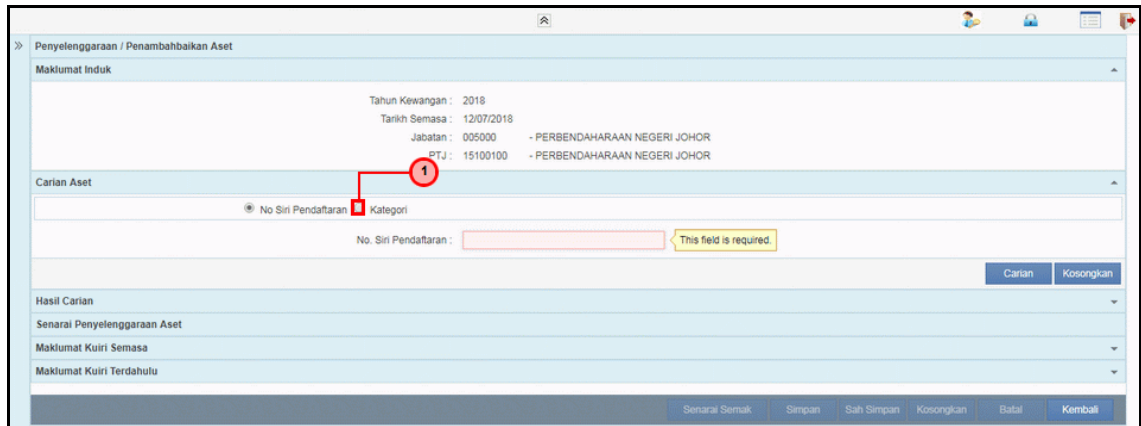 Penyelenggaraan / Penambahbaikan Aset
Maklumat Induk
Tahun Kewangan : 2018
Tarikh Semasa : 12/07/2018
Jabatan : 005000 - PERBENDAHARAAN NEGERI JOHOR
PTJ : 15100100 - PERBENDAHARAAN NEGERI JOHOR
1
Carian Aset
No Siri Pendaftaran Kategori
No. Siri Pendaftaran : This field is required.
Carian Kosongkan
Hasil Carian
Senarai Penyelenggaraan Aset
Maklumat Kuiri Semasa
Maklumat Kuiri Terdahulu
Senarai Semak Simpan Sah Simpan Kosongkan Batal Kembali